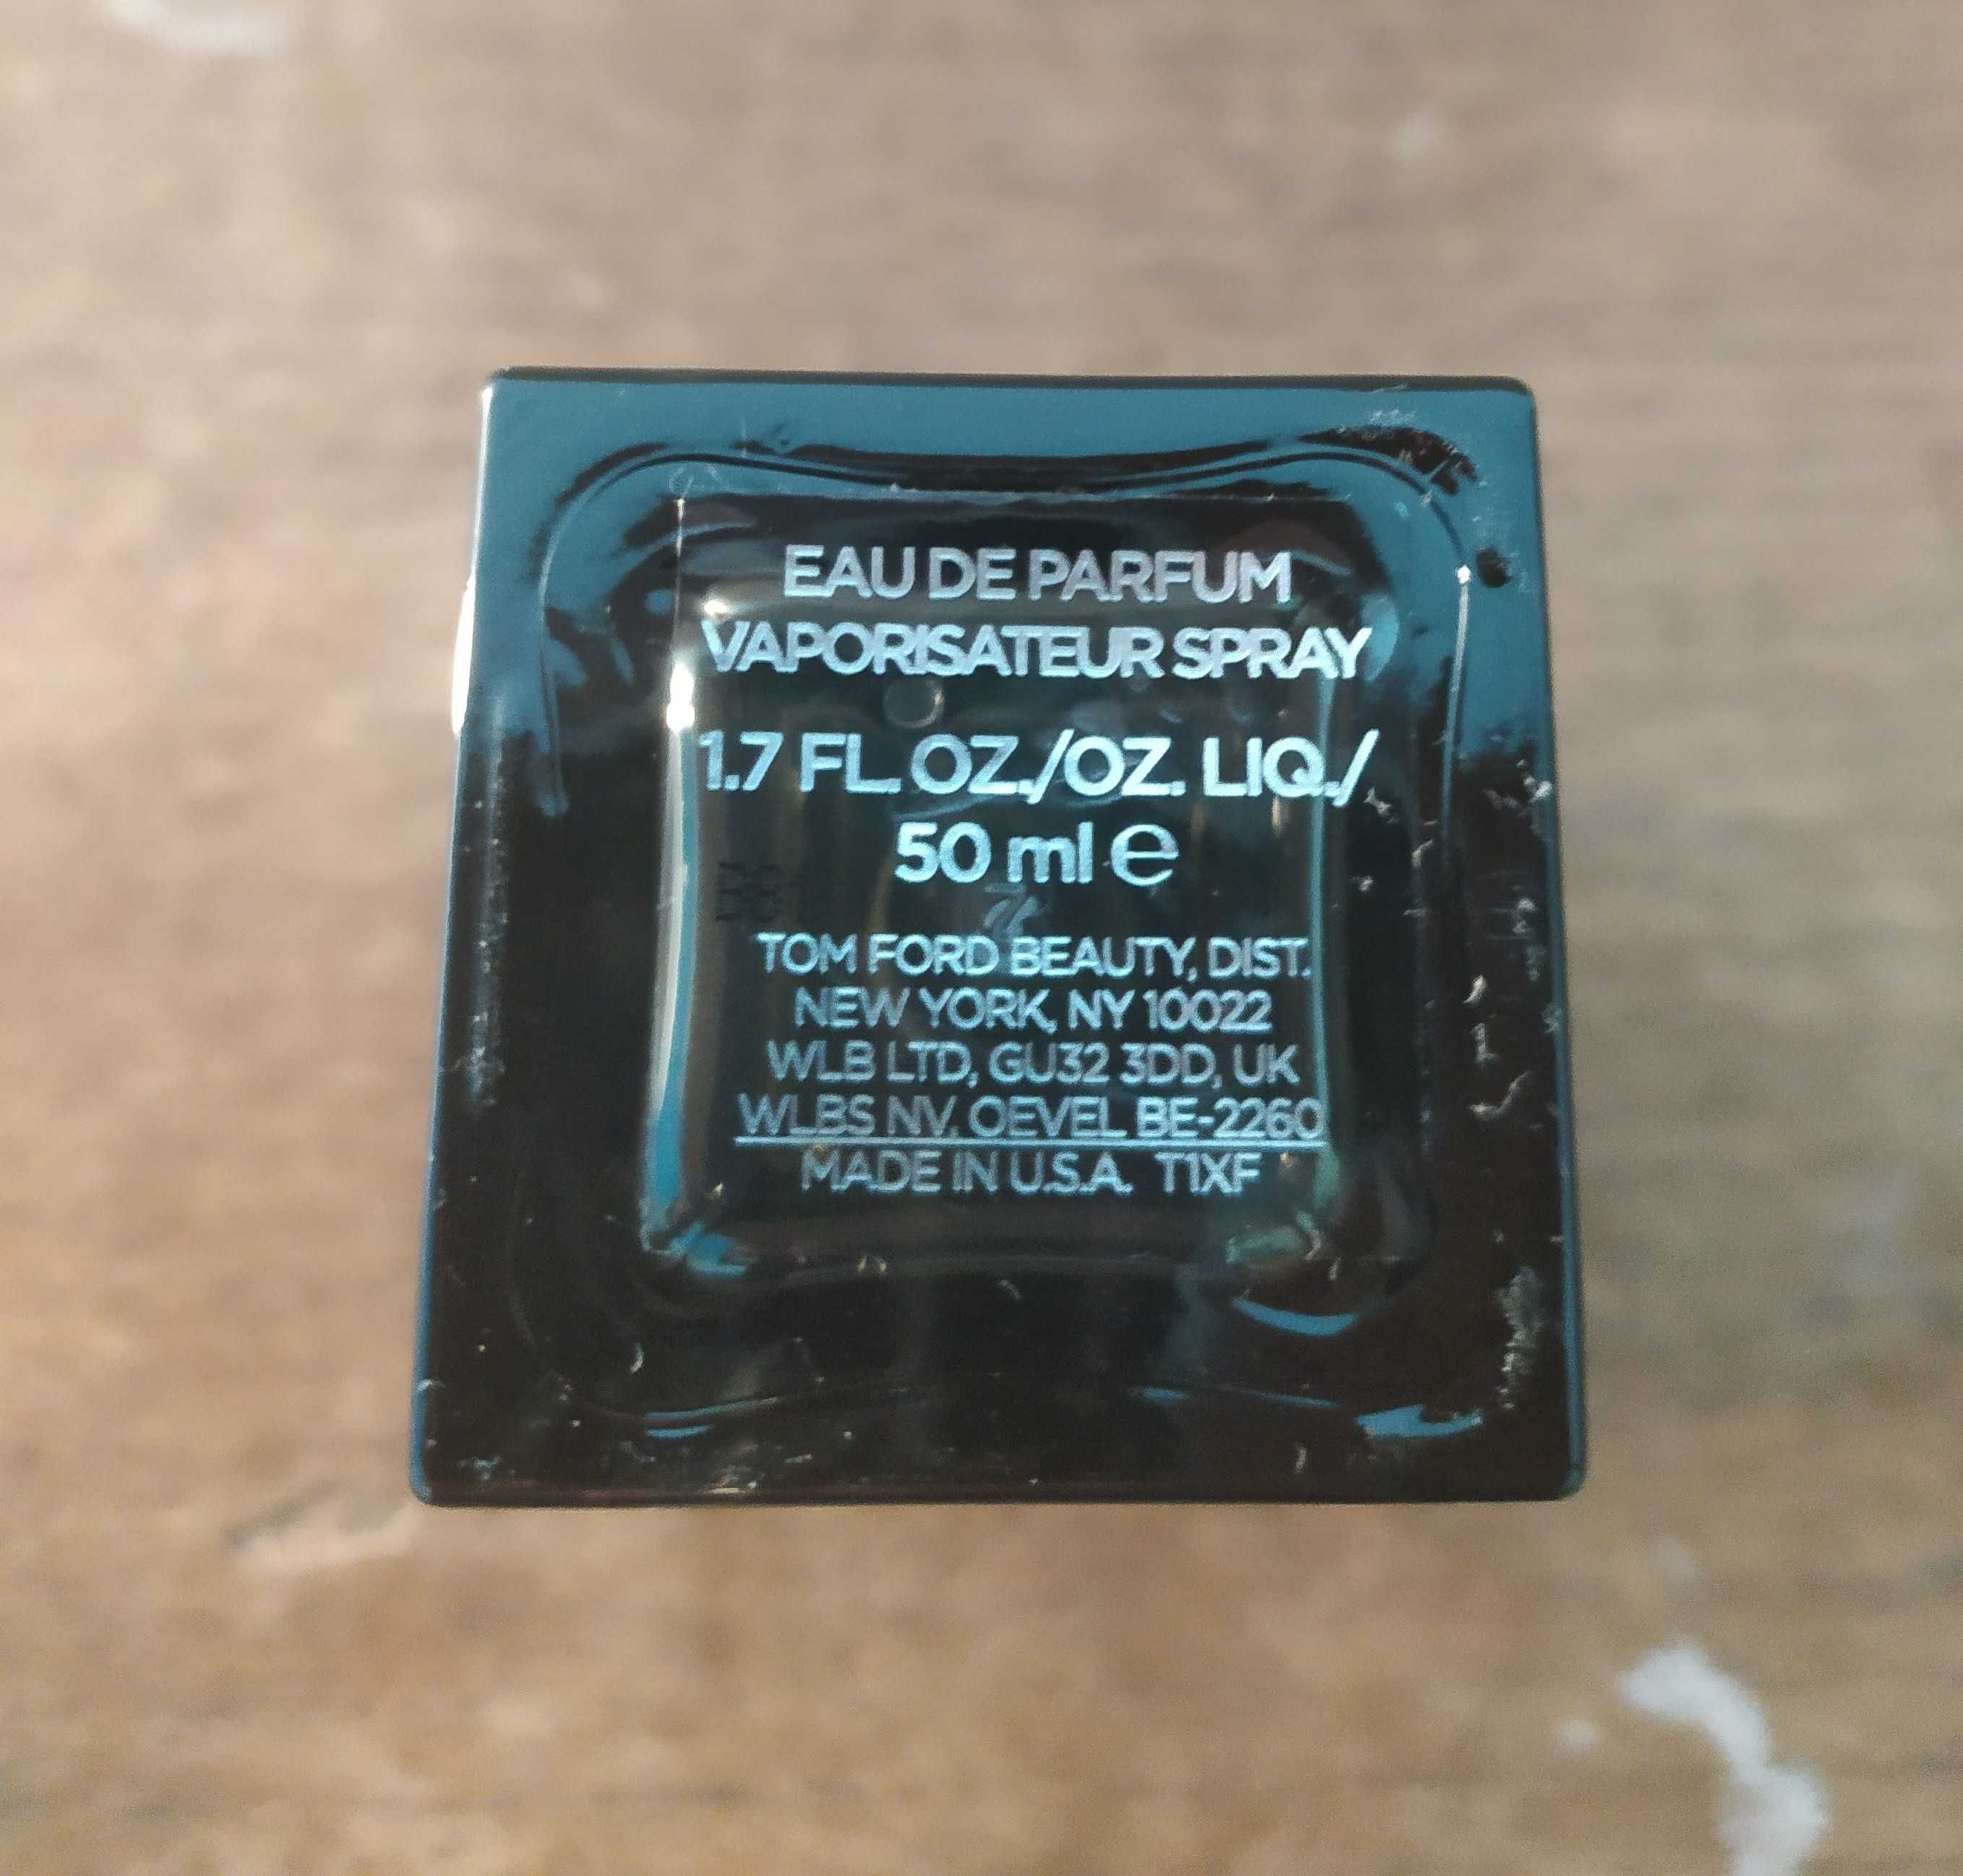 EAU DE PARFUM
VAPORISATEUR SPRAY
1.7 FL.OZ./OZ. LIQ./
50 ml e
TOM FORD BEAUTY, DIST.
NEW YORK, NY 10022
WLB LTD, GU32 3DD, UK
WLBS NV. OEVEL BE-2260
MADE IN U.S.A. T1XF